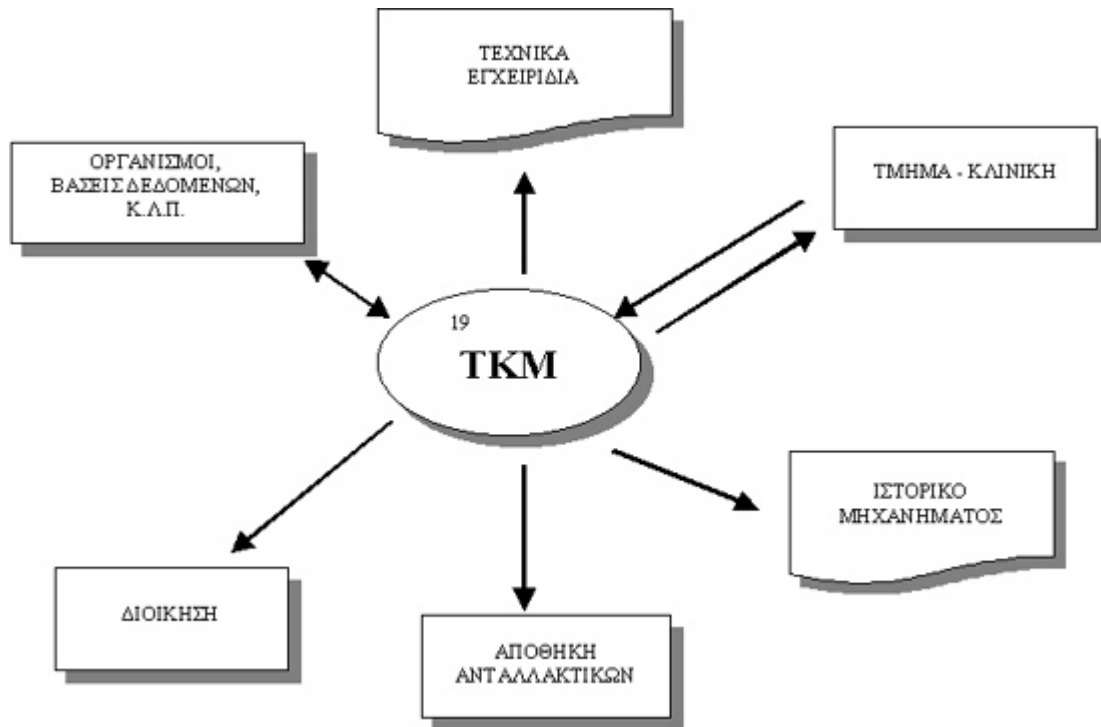 ΤΕΧΝΙΚΑ
ΕΓΧΕΙΡΙΔΙΑ
ΟΡΓΑΝΙΣΜΟΙ,
ΒΑΣΕΙΣ ΔΕΔΟΜΕΝΩΝ,
Κ.Λ.Π.
ΤΜΗΜΑ - ΚΛΙΝΙΚΗ
19
ΤΚΜ
ΙΣΤΟΡΙΚΟ
ΜΗΧΑΝΗΜΑΤΟΣ
ΔΙΟΙΚΗΣΗ
ΑΠΟΘΗΚΗ
ΑΝΤΑΛΛΑΚΤΙΚΩΝ